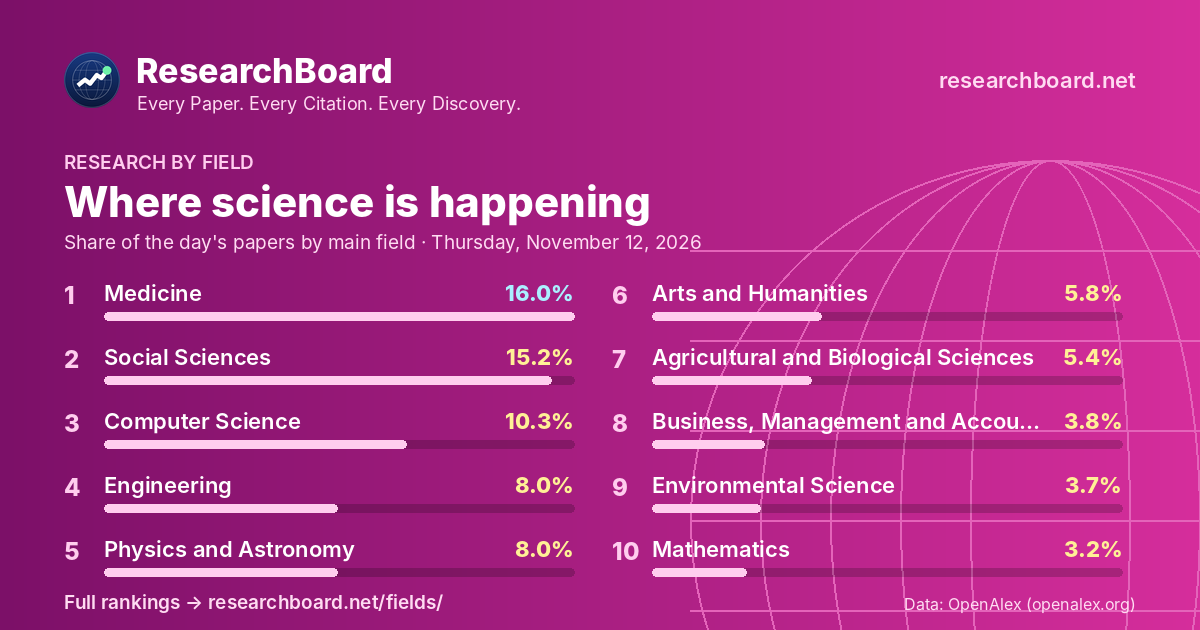 ResearchBoard
Every Paper. Every Citation. Every Discovery.
researchboard.net
RESEARCH BY FIELD
Where science is happening
Share of the day's papers by main field · Thursday, November 12, 2026
1 Medicine 16.0%
2 Social Sciences 15.2%
3 Computer Science 10.3%
4 Engineering 8.0%
5 Physics and Astronomy 8.0%
6 Arts and Humanities 5.8%
7 Agricultural and Biological Sciences 5.4%
8 Business, Management and Accou... 3.8%
9 Environmental Science 3.7%
10 Mathematics 3.2%
Full rankings → researchboard.net/fields/
Data: OpenAlex (openalex.org)